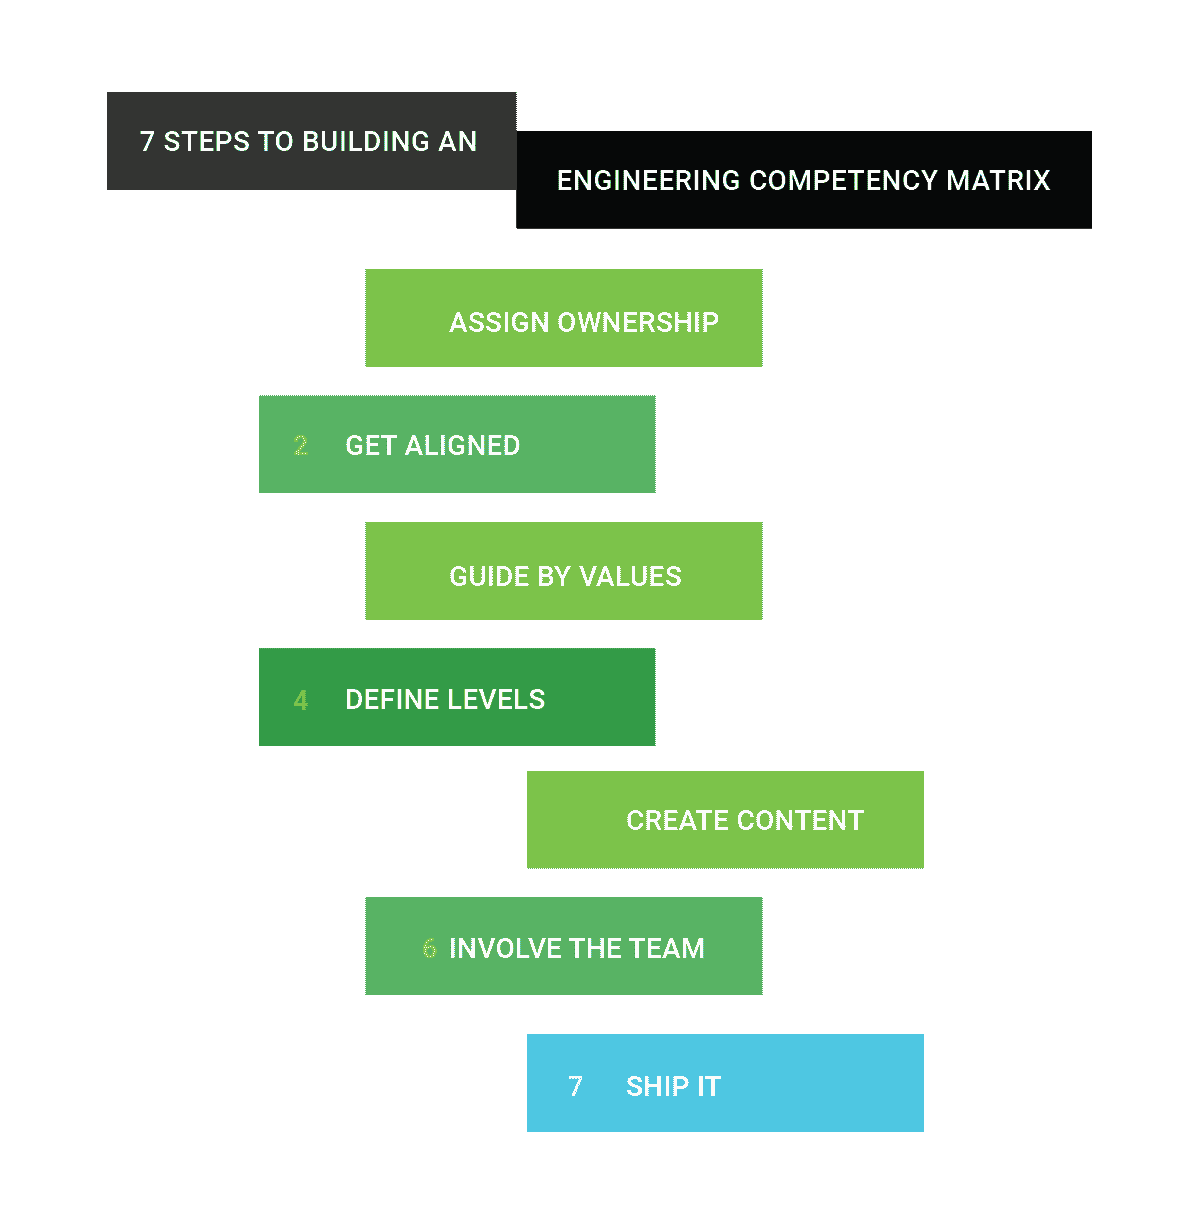 7 STEPS TO BUILDING AN
ENGINEERING COMPETENCY MATRIX
ASSIGN OWNERSHIP
2 GET ALIGNED
GUIDE BY VALUES
4 DEFINE LEVELS
CREATE CONTENT
6 INVOLVE THE TEAM
7 SHIP IT